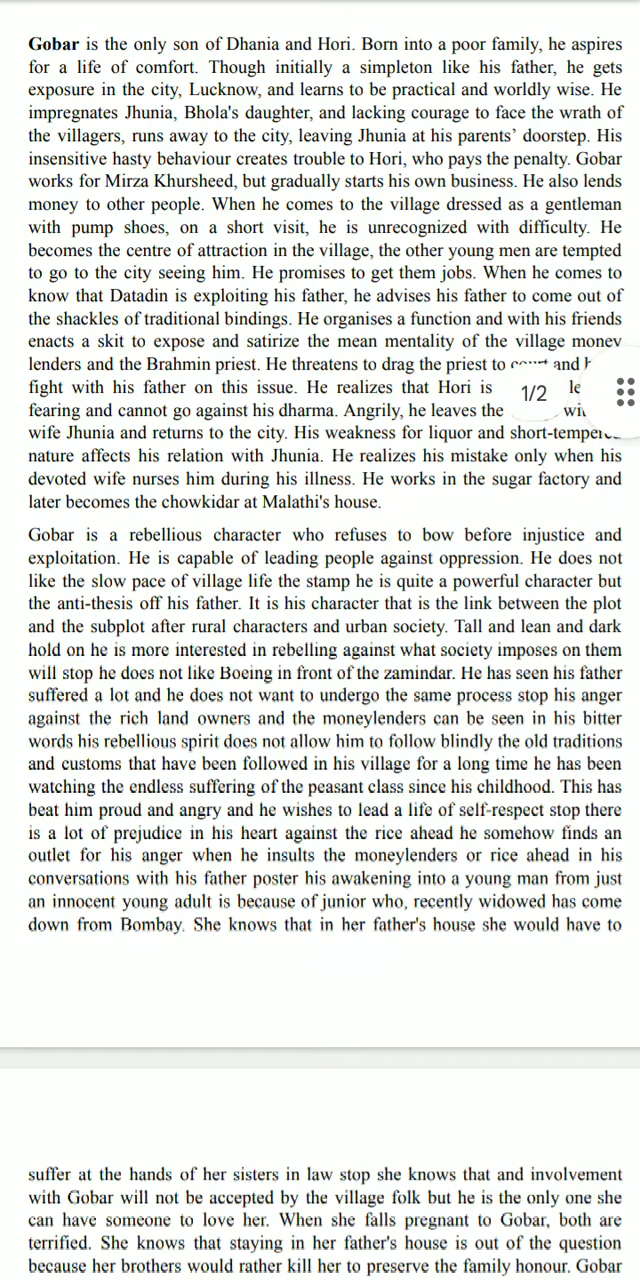 Gobar is the only son of Dhania and Hori. Born into a poor family, he aspires
for a life of comfort. Though initially a simpleton like his father, he gets
exposure in the city, Lucknow, and learns to be practical and worldly wise. He
impregnates Jhunia, Bhola's daughter, and lacking courage to face the wrath of
the villagers, runs away to the city, leaving Jhunia at his parents' doorstep. His
insensitive hasty behaviour creates trouble to Hori, who pays the penalty. Gobar
works for Mirza Khursheed, but gradually starts his own business. He also lends
money to other people. When he comes to the village dressed as a gentleman
with pump shoes, on a short visit, he is unrecognized with difficulty. He
becomes the centre of attraction in the village, the other young men are tempted
to go to the city seeing him. He promises to get them jobs. When he comes to
know that Datadin is exploiting his father, he advises his father to come out of
the shackles of traditional bindings. He organises a function and with his friends
enacts a skit to expose and satirize the mean mentality of the village money
lenders and the Brahmin priest. He threatens to drag the priest to and
fight with his father on this issue. He realizes that Hori is
1/2
fearing and cannot go against his dharma. Angrily, he leaves the
wife Jhunia and returns to the city. His weakness for liquor and
nature affects his relation with Jhunia. He realizes his mistake only when his
devoted wife nurses him during his illness. He works in the sugar factory and
later becomes the chowkidar at Malathi's house.
Gobar is a rebellious character who refuses to bow before injustice and
exploitation. He is capable of leading people against oppression. He does not
like the slow pace of village life the stamp he is quite a powerful character but
the anti-thesis off his father. It is his character that is the link between the plot
and the subplot after rural characters and urban society. Tall and lean and dark
hold on he is more interested in rebelling against what society imposes on them
will stop he does not like Boeing in front of the zamindar. He has seen his father
suffered a lot and he does not want to undergo the same process stop his anger
against the rich land owners and the moneylenders can be seen in his bitter
words his rebellious spirit does not allow him to follow blindly the old traditions
and customs that have been followed in his village for a long time he has been
watching the endless suffering of the peasant class since his childhood. This has
beat him proud and angry and he wishes to lead a life of self-respect stop there
is a lot of prejudice in his heart against the rice ahead he somehow finds an
outlet for his anger when he insults the moneylenders or rice ahead in his
conversations with his father poster his awakening into a young man from just
an innocent young adult is because of junior who, recently widowed has come
down from Bombay. She knows that in her father's house she would have to
suffer at the hands of her sisters in law stop she knows that and involvement
with Gobar will not be accepted by the village folk but he is the only one she
can have someone to love her. When she falls pregnant to Gobar, both are
terrified. She knows that staying in her father's house is out of the question
because her brothers would rather kill her to preserve the family honour. Gobar